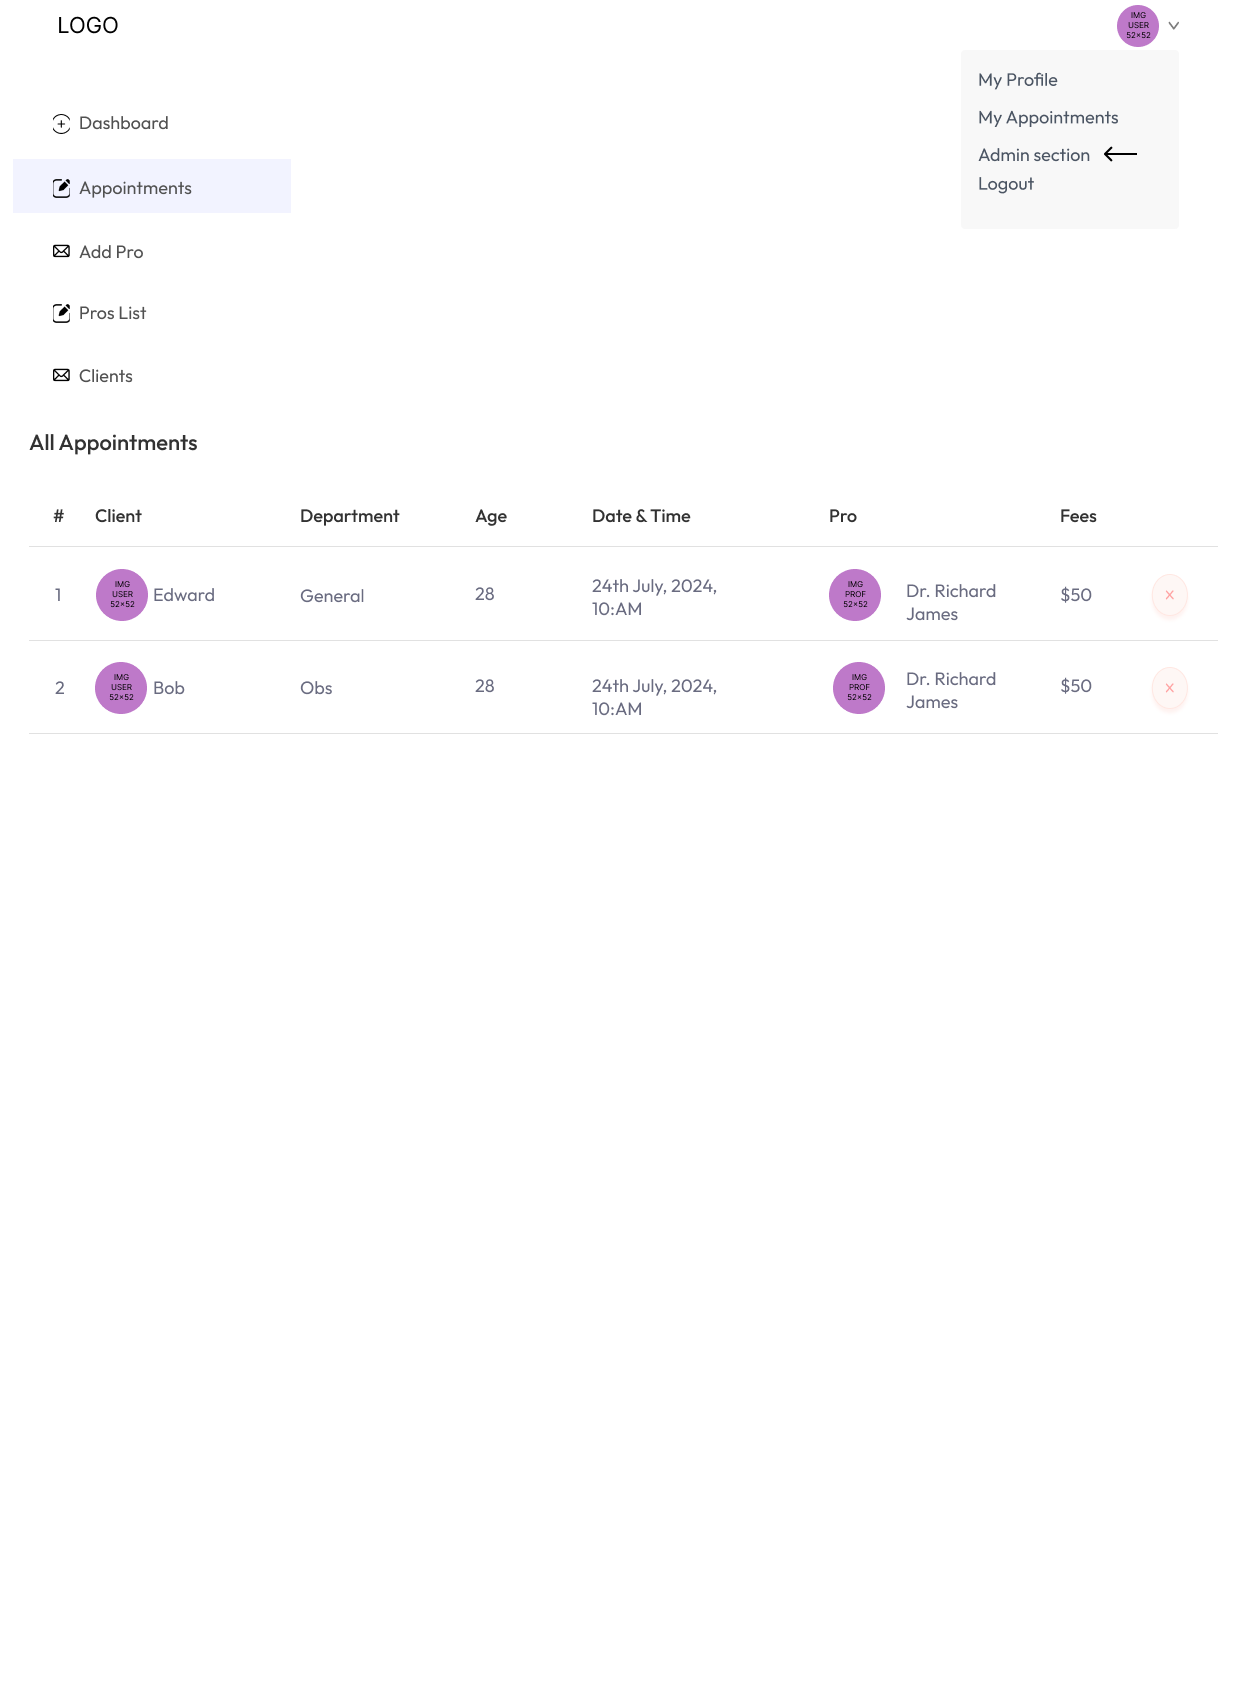 LOGO
IMG
USER
52×52
My Profile
My Appointments
Admin section
Logout
Dashboard
Appointments
Add Pro
Pros List
Clients
All Appointments
# Client Department Age Date & Time Pro Fees
1
IMG
USER
52×52
Edward
General
28
24th July, 2024,
10:AM
IMG
PROF
52×52
Dr. Richard
James
$50
X
2
IMG
USER
52×52
Bob
Obs
28
24th July, 2024,
10:AM
IMG
PROF
52×52
Dr. Richard
James
$50
X